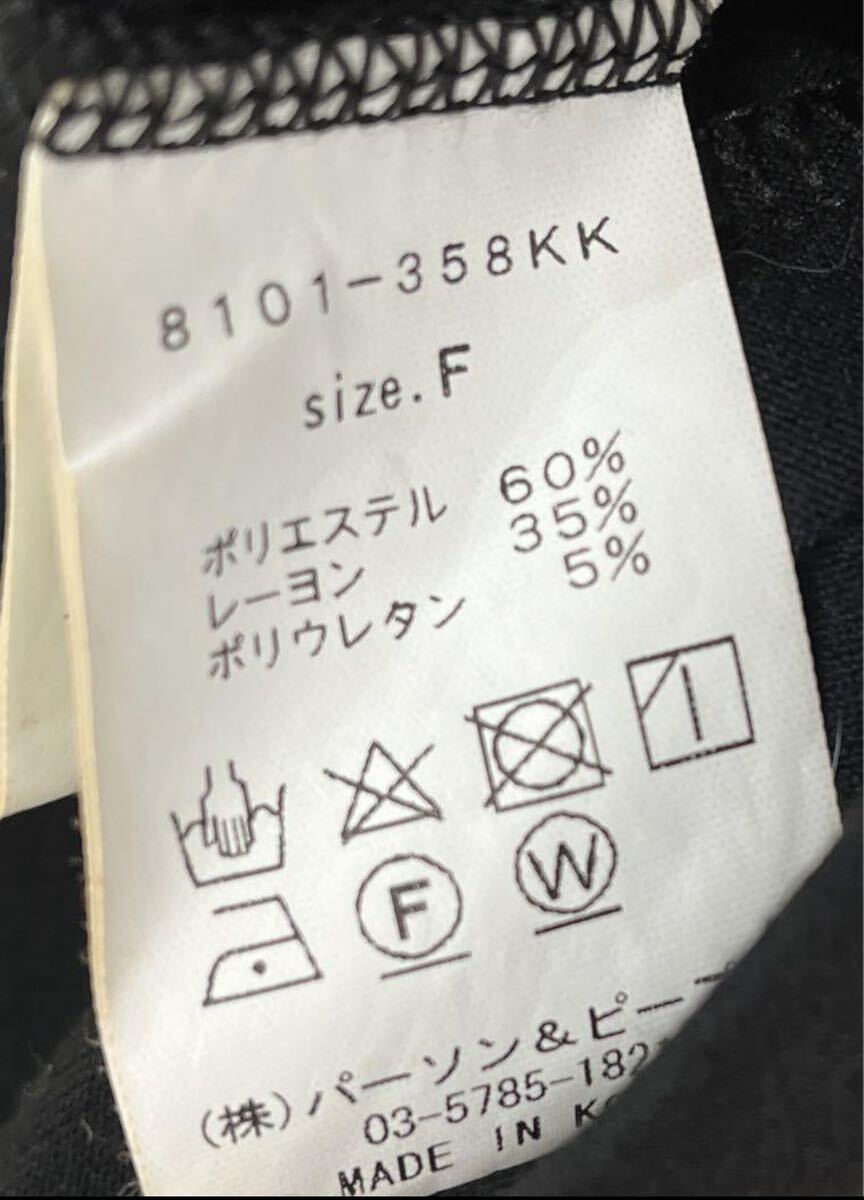 8101-358KK
size.F
ポリエステル 60%
レーヨン 35%
ポリウレタン 5%
F W
(株)パーソン&ピー
03-5785-182
MADE IN K